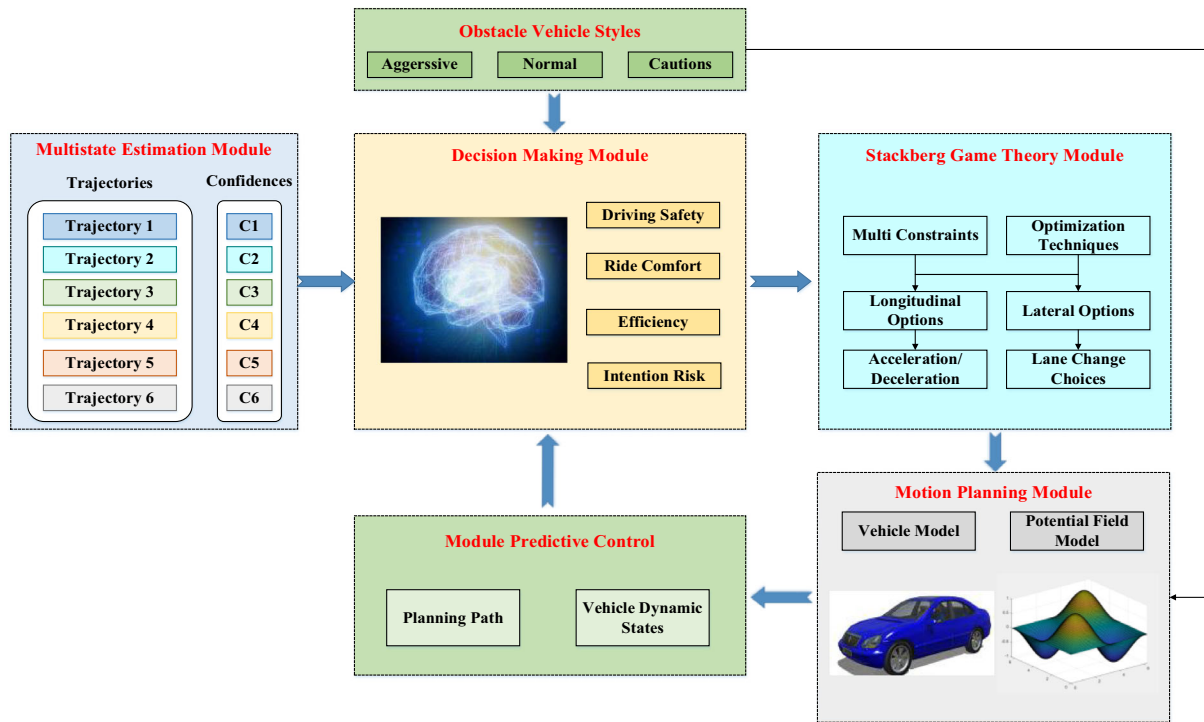 Obstacle Vehicle Styles
Aggerssive
Normal
Cautions
Multistate Estimation Module
Trajectories
Confidences
Trajectory 1
C1
Trajectory 2
C2
Trajectory 3
C3
Trajectory 4
C4
Trajectory 5
C5
Trajectory 6
C6
Decision Making Module
Driving Safety
Ride Comfort
Efficiency
Intention Risk
Stackberg Game Theory Module
Multi Constraints
Optimization
Techniques
Longitudinal
Options
Lateral Options
Acceleration/
Deceleration
Lane Change
Choices
Module Predictive Control
Planning Path
Vehicle Dynamic
States
Motion Planning Module
Vehicle Model
Potential Field
Model